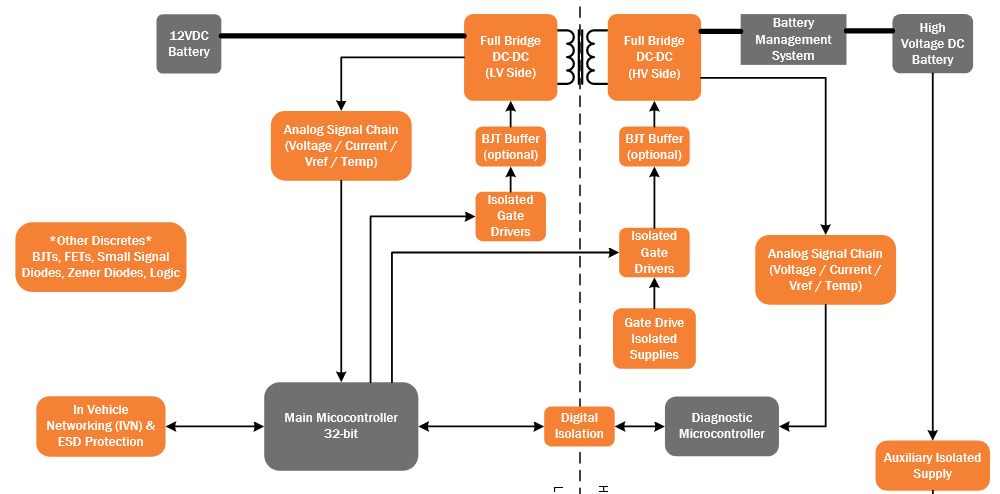 12VDC
Battery
Full Bridge
DC-DC
(LV Side)
Full Bridge
DC-DC
(HV Side)
Battery
Management
System
High
Voltage DC
Battery
Analog Signal Chain
(Voltage / Current /
Vref / Temp)
BJT Buffer
(optional)
BJT Buffer
(optional)
Isolated
Gate
Drivers
Isolated
Gate
Drivers
*Other Discretes*
BJTs, FETs, Small Signal
Diodes, Zener Diodes, Logic
Analog Signal Chain
(Voltage / Current /
Vref / Temp)
Gate Drive
Isolated
Supplies
In Vehicle
Networking (IVN) &
ESD Protection
Main Micocontroller
32-bit
Digital
Isolation
Diagnostic
Microcontroller
Auxiliary Isolated
Supply
L
H